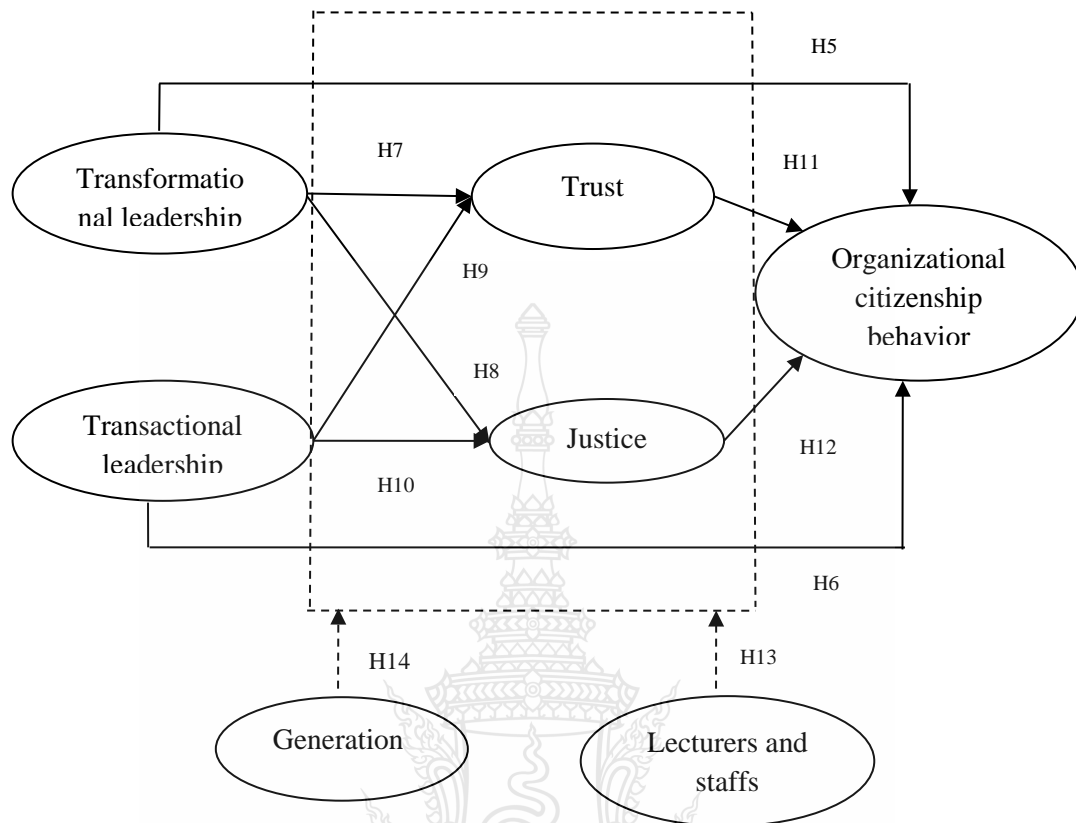 H5
H7
H11
Transformatio
nal leadership
Trust
H9
Organizational
citizenship
behavior
H8
Transactional
leadership
Justice
H12
H10
H6
H14
H13
Generation
Lecturers and
staffs